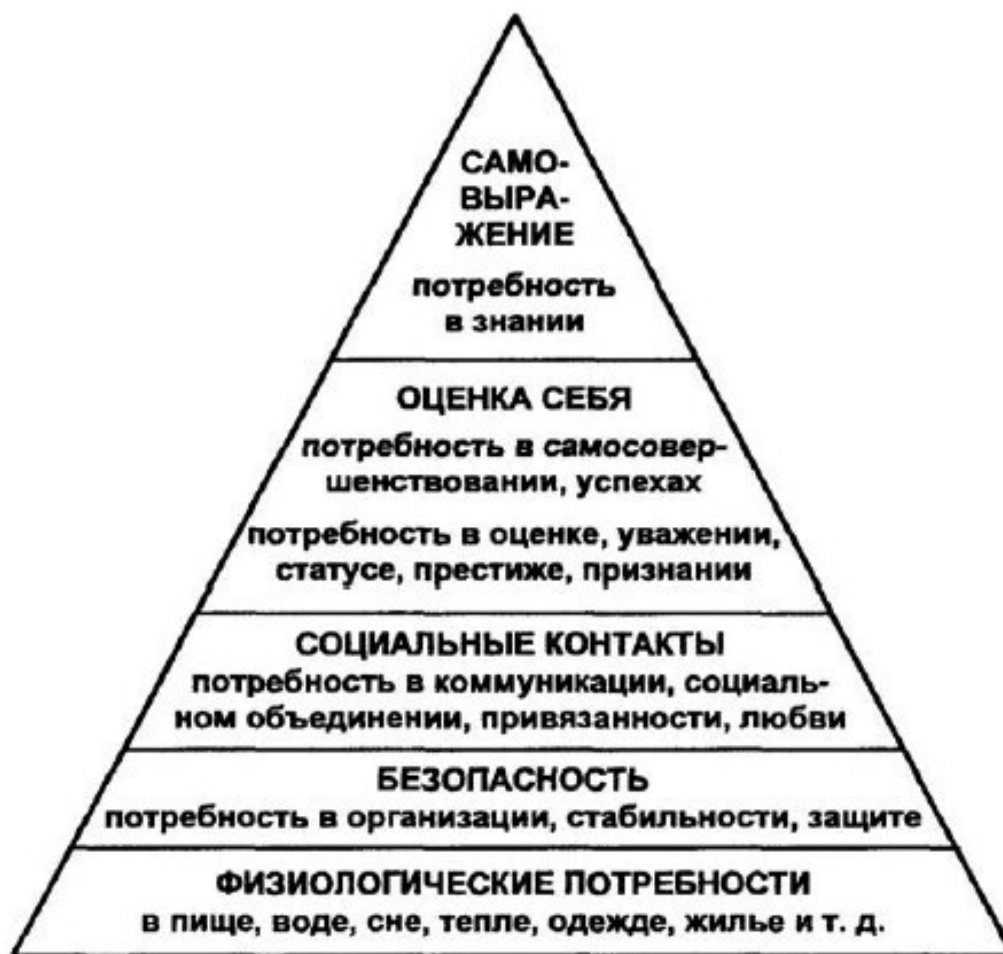 САМО-
ВЫРА-
ЖЕНИЕ
потребность
в знании
ОЦЕНКА СЕБЯ
потребность в самосовер-
шенствовании, успехах
потребность в оценке, уважении,
статусе, престиже, признании
СОЦИАЛЬНЫЕ КОНТАКТЫ
потребность в коммуникации, социаль-
ном объединении, привязанности, любви
БЕЗОПАСНОСТЬ
потребность в организации, стабильности, защите
ФИЗИОЛОГИЧЕСКИЕ ПОТРЕБНОСТИ
в пище, воде, сне, тепле, одежде, жилье и т. д.